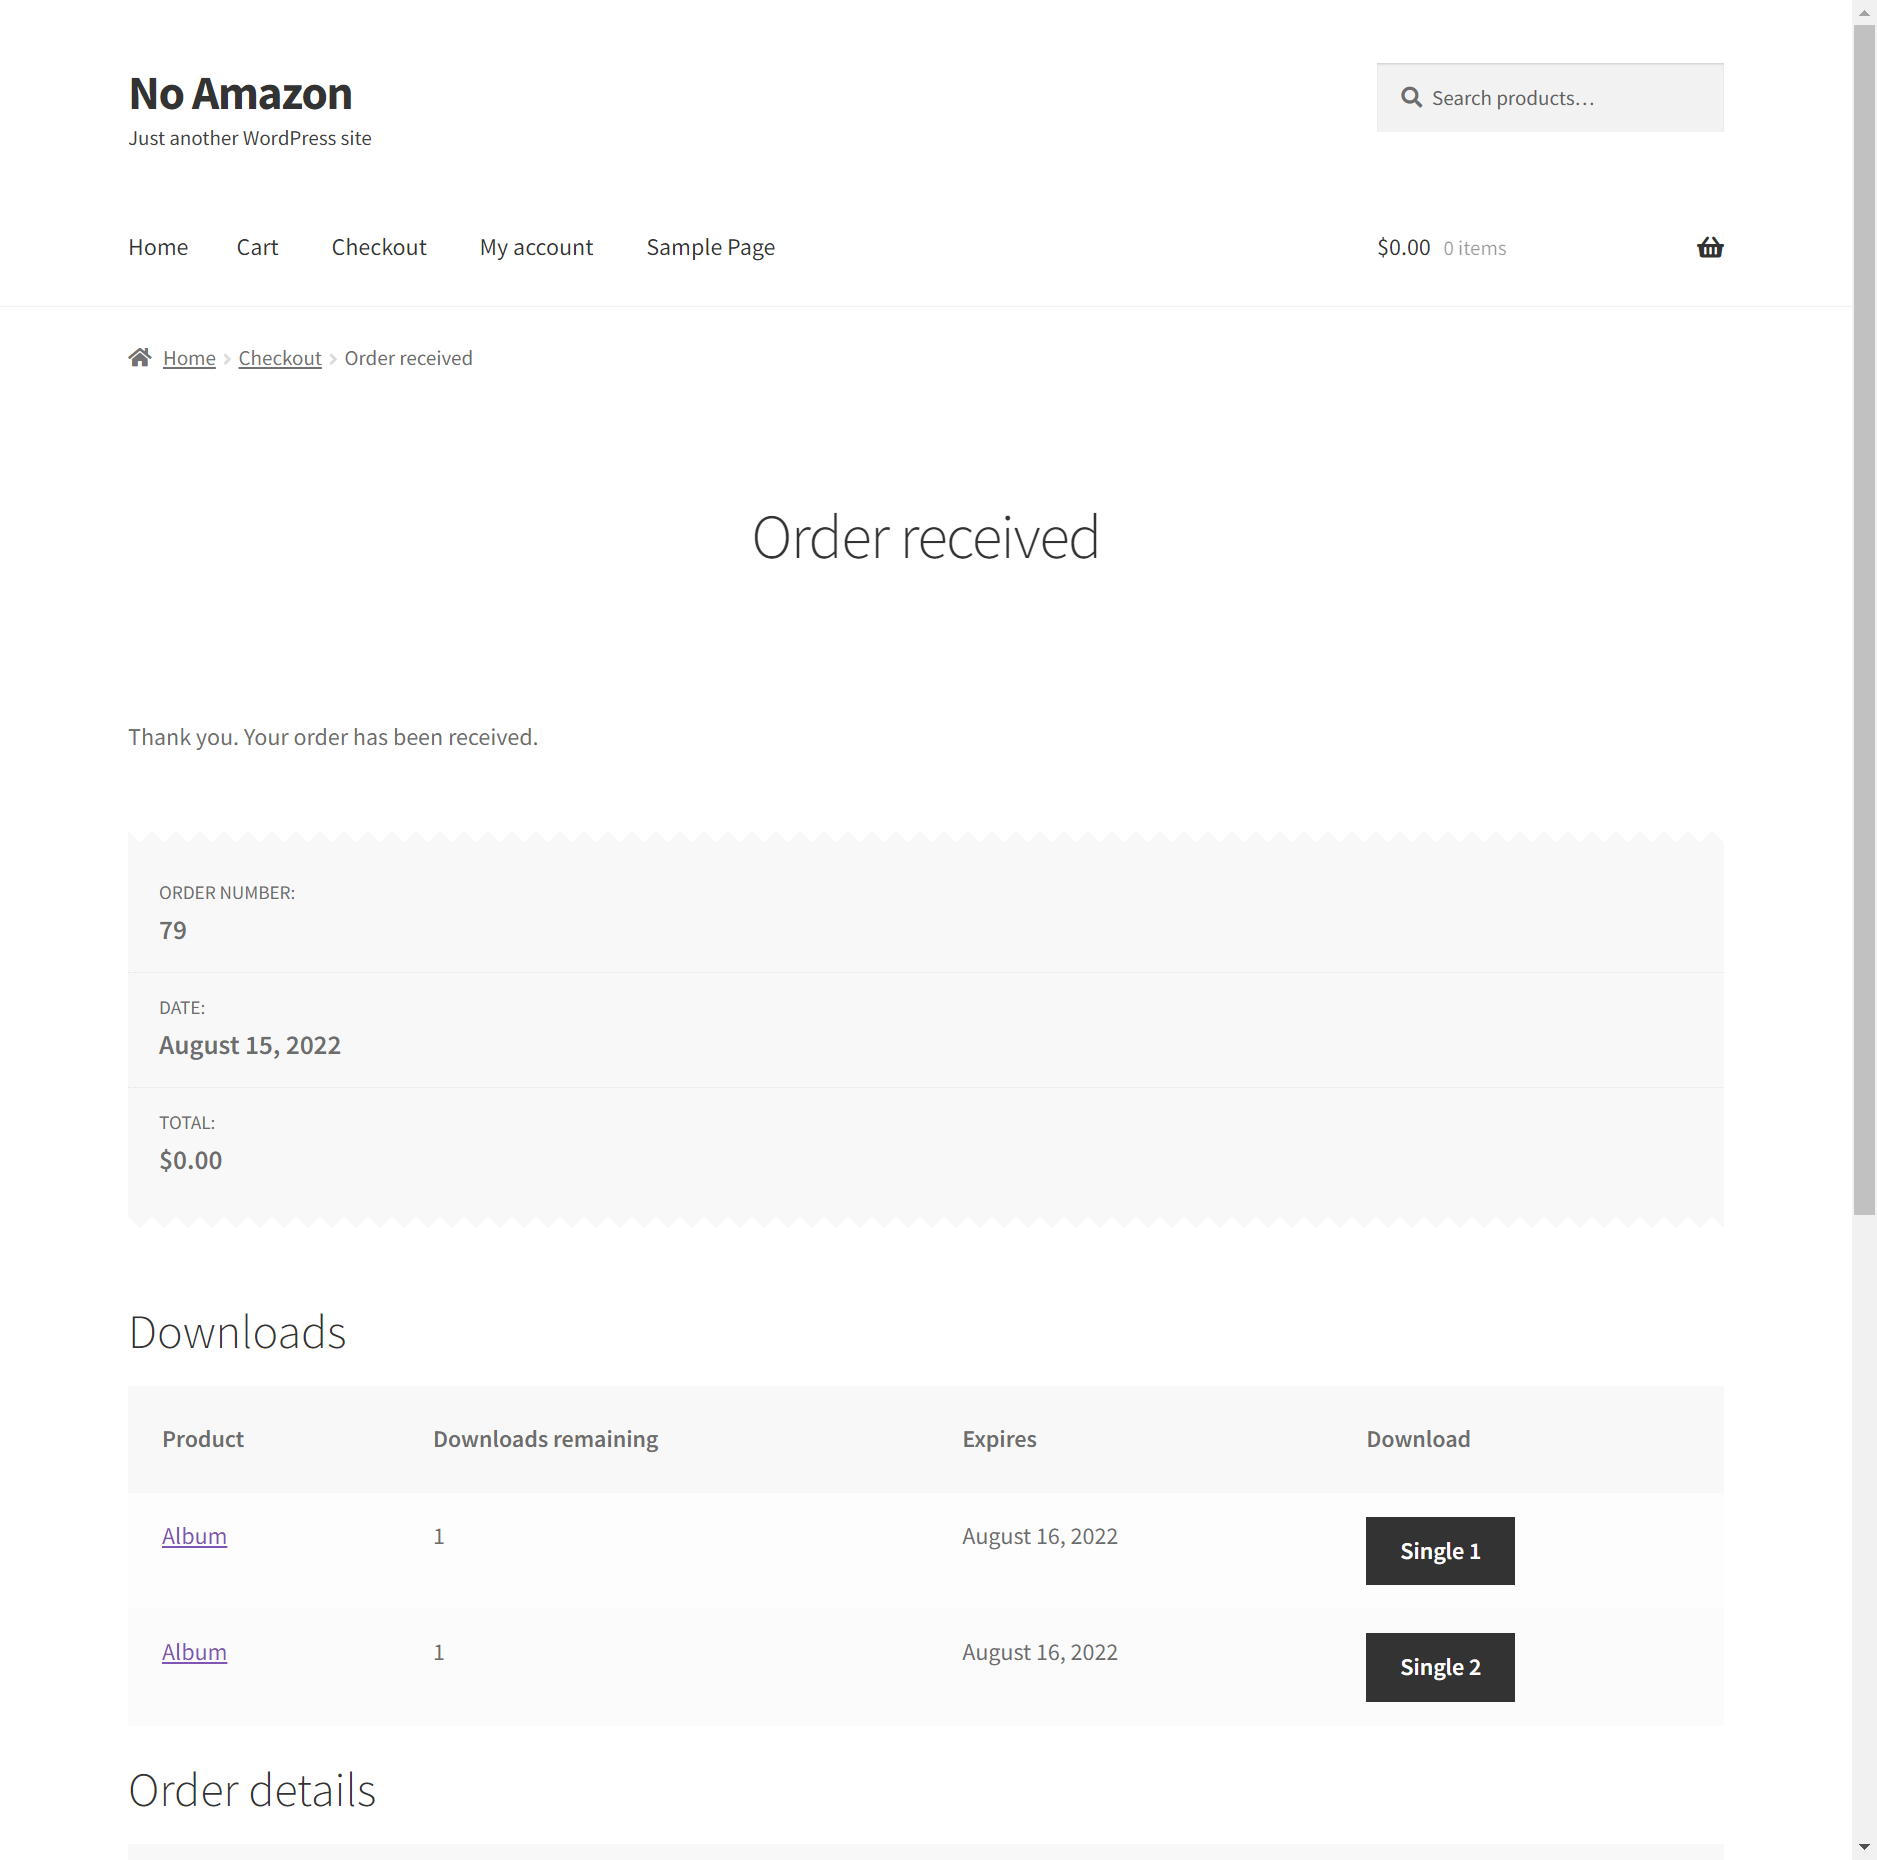 No Amazon
Just another WordPress site
Search products…
Home Cart Checkout My account Sample Page $0.00 0 items
Home Checkout Order received
Order received
Thank you. Your order has been received.
ORDER NUMBER:
79
DATE:
August 15, 2022
TOTAL:
$0.00
Downloads
Product Downloads remaining Expires Download
Album 1 August 16, 2022 Single 1
Album 1 August 16, 2022 Single 2
Order details